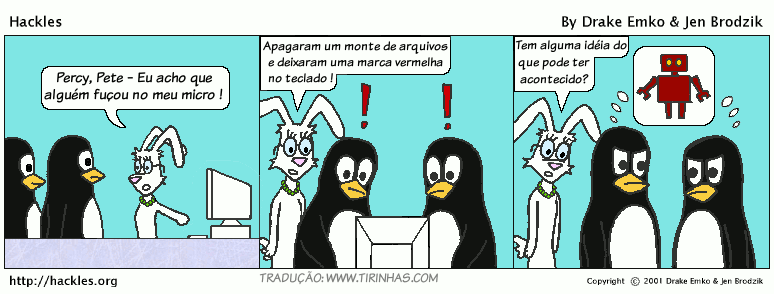 Hackles
By Drake Emko & Jen Brodzik
Percy, Pete - Eu acho que
alguém fuçou no meu micro !
Apagaram um monte de arquivos
e deixaram uma marca vermelha
no teclado !
! !
Tem alguma idéia do
que pode ter
acontecido?
http://hackles.org
TRADUÇÃO: WWW.TIRINHAS.COM
Copyright © 2001 Drake Emko & Jen Brodzik